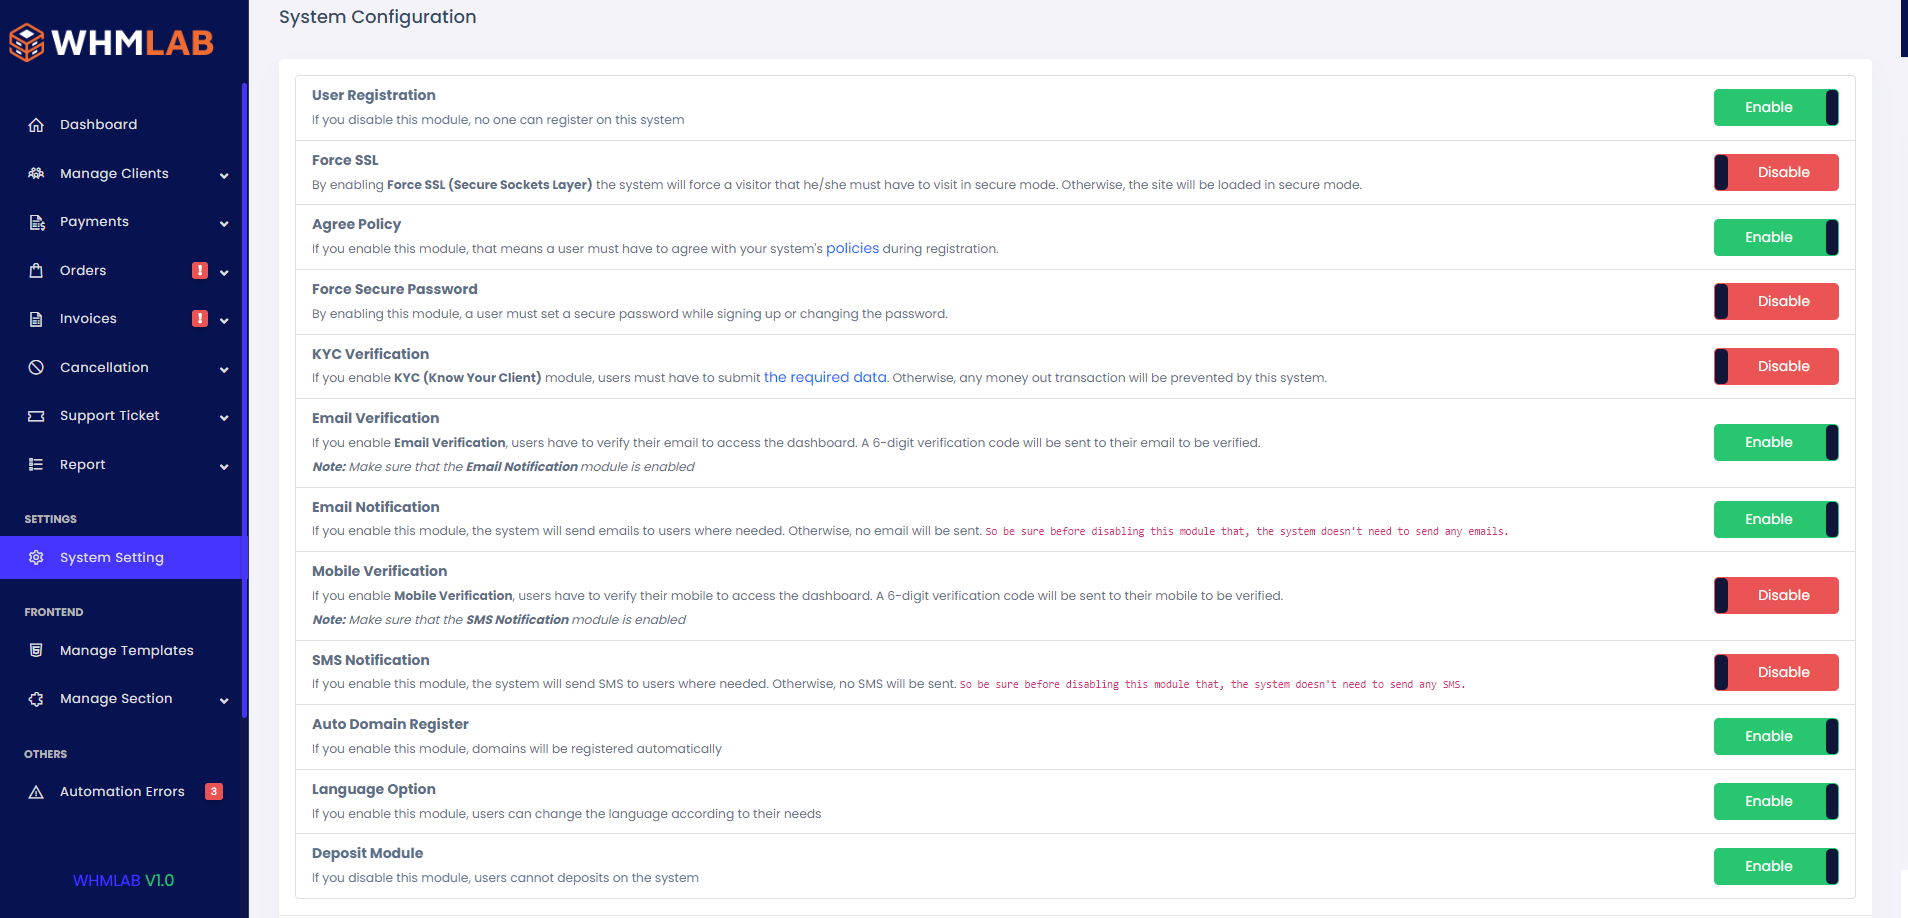 WHMLAB
Dashboard
Manage Clients
Payments
Orders !
Invoices !
Cancellation
Support Ticket
Report
SETTINGS
System Setting
FRONTEND
Manage Templates
Manage Section
OTHERS
Automation Errors 3
WHMLAB V1.0
System Configuration
User Registration
If you disable this module, no one can register on this system
Enable
Force SSL
By enabling Force SSL (Secure Sockets Layer) the system will force a visitor that he/she must have to visit in secure mode. Otherwise, the site will be loaded in secure mode.
Disable
Agree Policy
If you enable this module, that means a user must have to agree with your system's policies during registration.
Enable
Force Secure Password
By enabling this module, a user must set a secure password while signing up or changing the password.
Disable
KYC Verification
If you enable KYC (Know Your Client) module, users must have to submit the required data. Otherwise, any money out transaction will be prevented by this system.
Disable
Email Verification
If you enable Email Verification, users have to verify their email to access the dashboard. A 6-digit verification code will be sent to their email to be verified.
Note: Make sure that the Email Notification module is enabled
Enable
Email Notification
If you enable this module, the system will send emails to users where needed. Otherwise, no email will be sent. So be sure before disabling this module that, the system doesn't need to send any emails.
Enable
Mobile Verification
If you enable Mobile Verification, users have to verify their mobile to access the dashboard. A 6-digit verification code will be sent to their mobile to be verified.
Note: Make sure that the SMS Notification module is enabled
Disable
SMS Notification
If you enable this module, the system will send SMS to users where needed. Otherwise, no SMS will be sent. So be sure before disabling this module that, the system doesn't need to send any SMS.
Disable
Auto Domain Register
If you enable this module, domains will be registered automatically
Enable
Language Option
If you enable this module, users can change the language according to their needs
Enable
Deposit Module
If you disable this module, users cannot deposits on the system
Enable